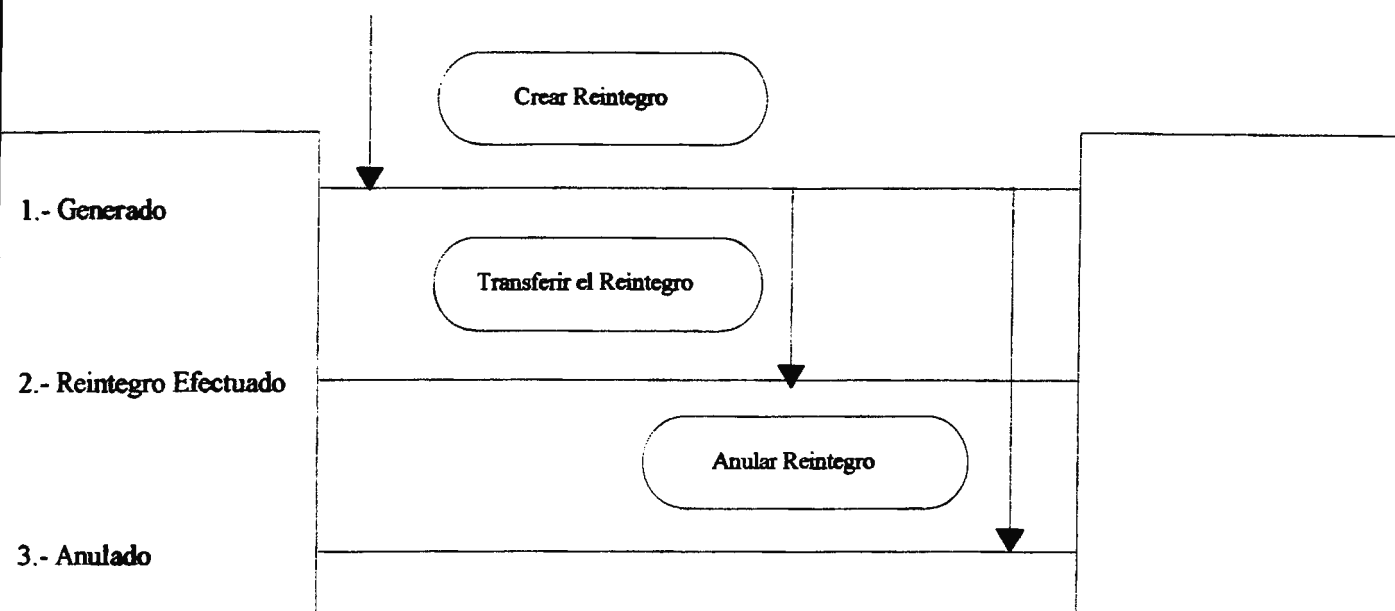 Crear Reintegro
1.- Generado
Transferir el Reintegro
2.- Reintegro Efectuado
Anular Reintegro
3.- Anulado